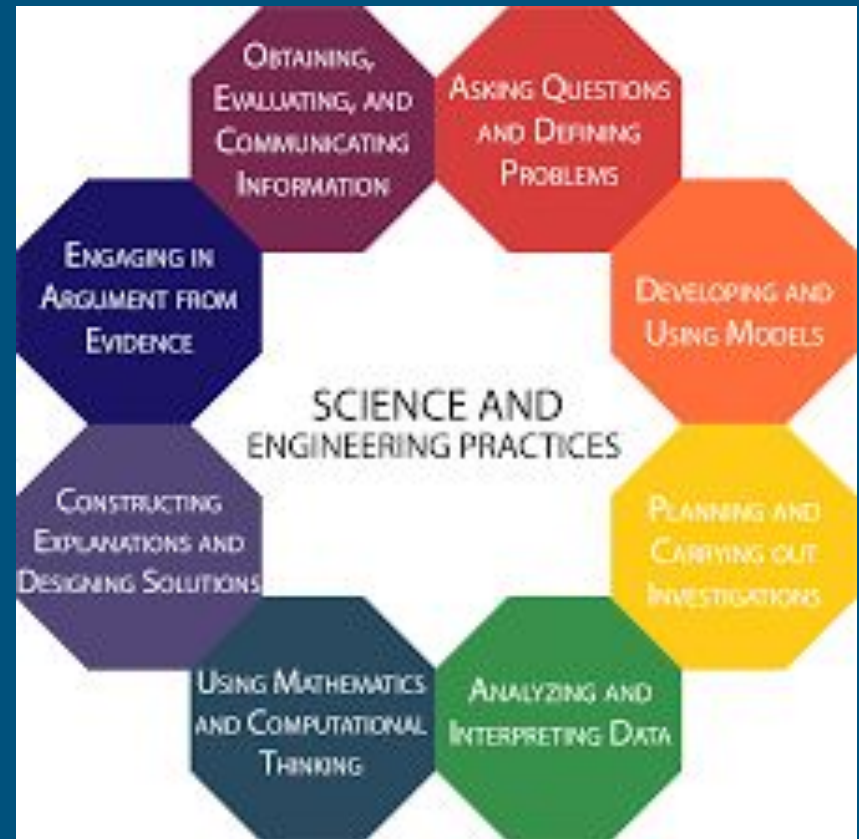 SCIENCE AND
ENGINEERING PRACTICES
ASKING QUESTIONS
AND DEFINING
PROBLEMS
DEVELOPING AND
USING MODELS
PLANNING AND
CARRYING OUT
INVESTIGATIONS
ANALYZING AND
INTERPRETING DATA
USING MATHEMATICS
AND COMPUTATIONAL
THINKING
CONSTRUCTING
EXPLANATIONS AND
DESIGNING SOLUTIONS
ENGAGING IN
ARGUMENT FROM
EVIDENCE
OBTAINING,
EVALUATING, AND
COMMUNICATING
INFORMATION